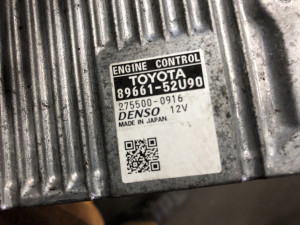 ENGINE CONTROL
TOYOTA
89661-52U90
275500-0916
DENSO 12V
MADE IN JAPAN